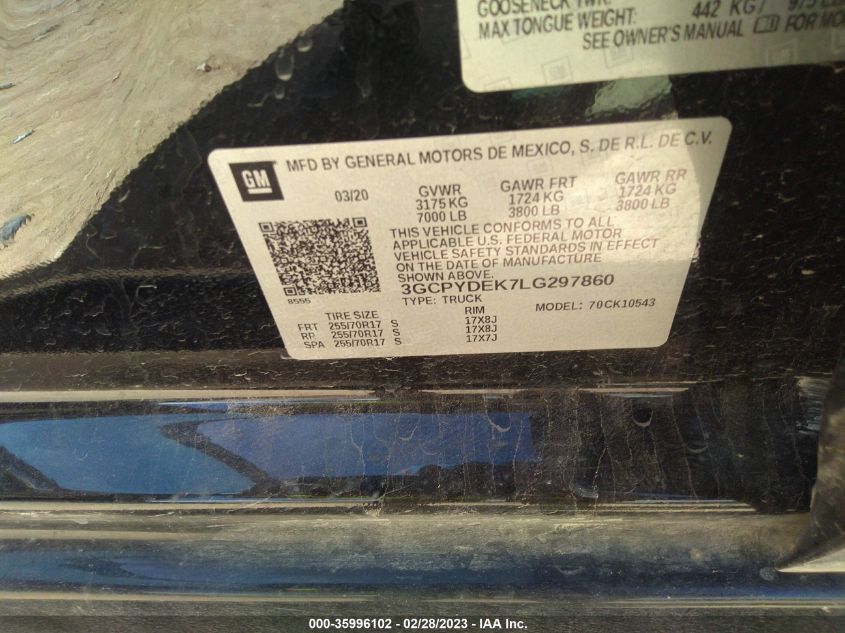 GOOSENECK TWR:
MAX TONGUE WEIGHT: 442 KG/ 975
SEE OWNER'S MANUAL FOR MO
GM
MFD BY GENERAL MOTORS DE MEXICO, S. DE R.L. DE C.V.
03/20 GVWR GAWR FRT GAWR RR
3175 KG 1724 KG 1724 KG
7000 LB 3800 LB 3800 LB
THIS VEHICLE CONFORMS TO ALL
APPLICABLE U.S. FEDERAL MOTOR
VEHICLE SAFETY STANDARDS IN EFFECT
ON THE DATE OF MANUFACTURE
SHOWN ABOVE.
8555
3GCPYDEK7LG297860
TYPE: TRUCK MODEL: 70CK10543
TIRE SIZE RIM
FRT 255/70R17 S 17X8J
RR 255/70R17 S 17X8J
SPA 255/70R17 S 17X7J
000-35996102 / 02/28/2023 - IAA Inc.